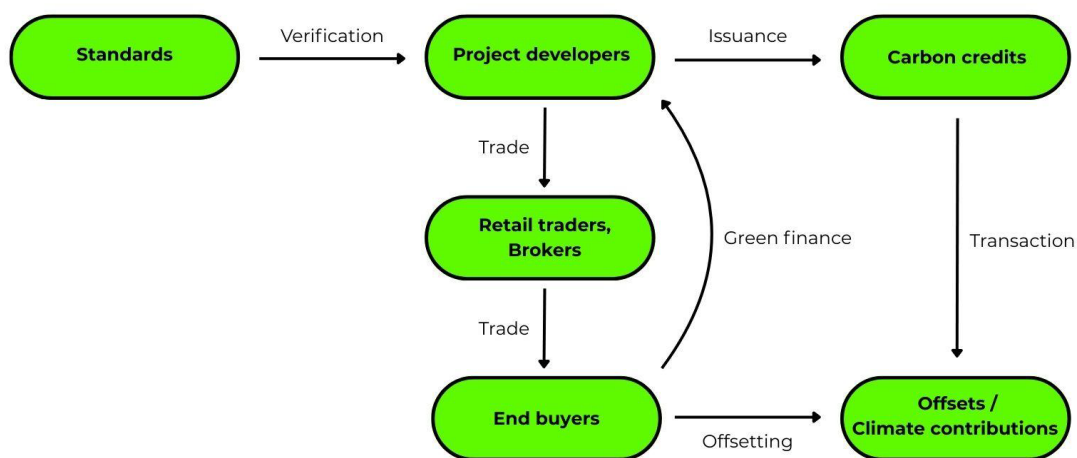 Standards
Verification
Project developers
Issuance
Carbon credits
Trade
Retail traders,
Brokers
Green finance
Transaction
Trade
End buyers
Offsetting
Offsets /
Climate contributions